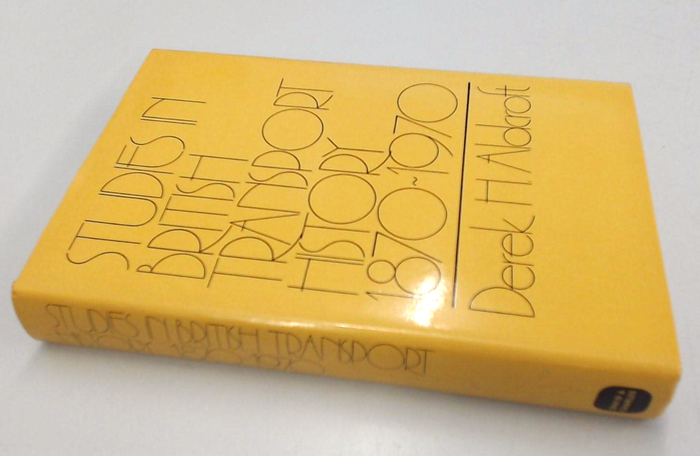 STUDIES IN
BRITISH
TRANSPORT
HISTORY
1870~1970
Derek H Aldcroft
STUDIES IN BRITISH TRANSPORT